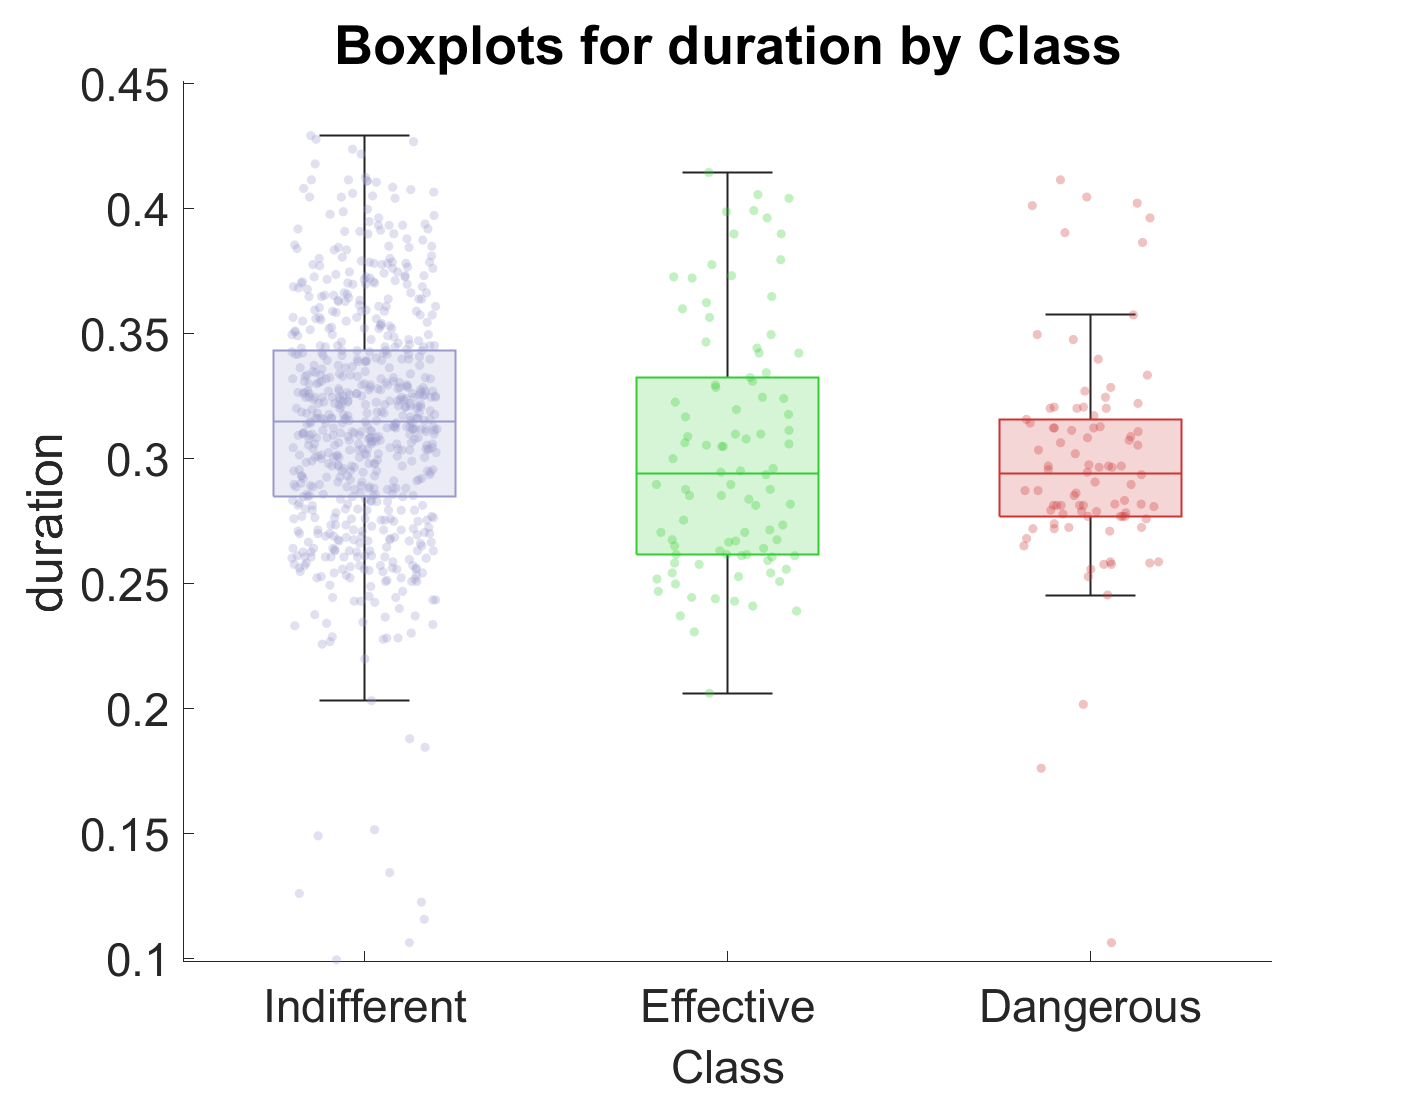 Boxplots for duration by Class
0.45
0.4
0.35
0.3
0.25
0.2
0.15
0.1
duration
Indifferent
Effective
Dangerous
Class